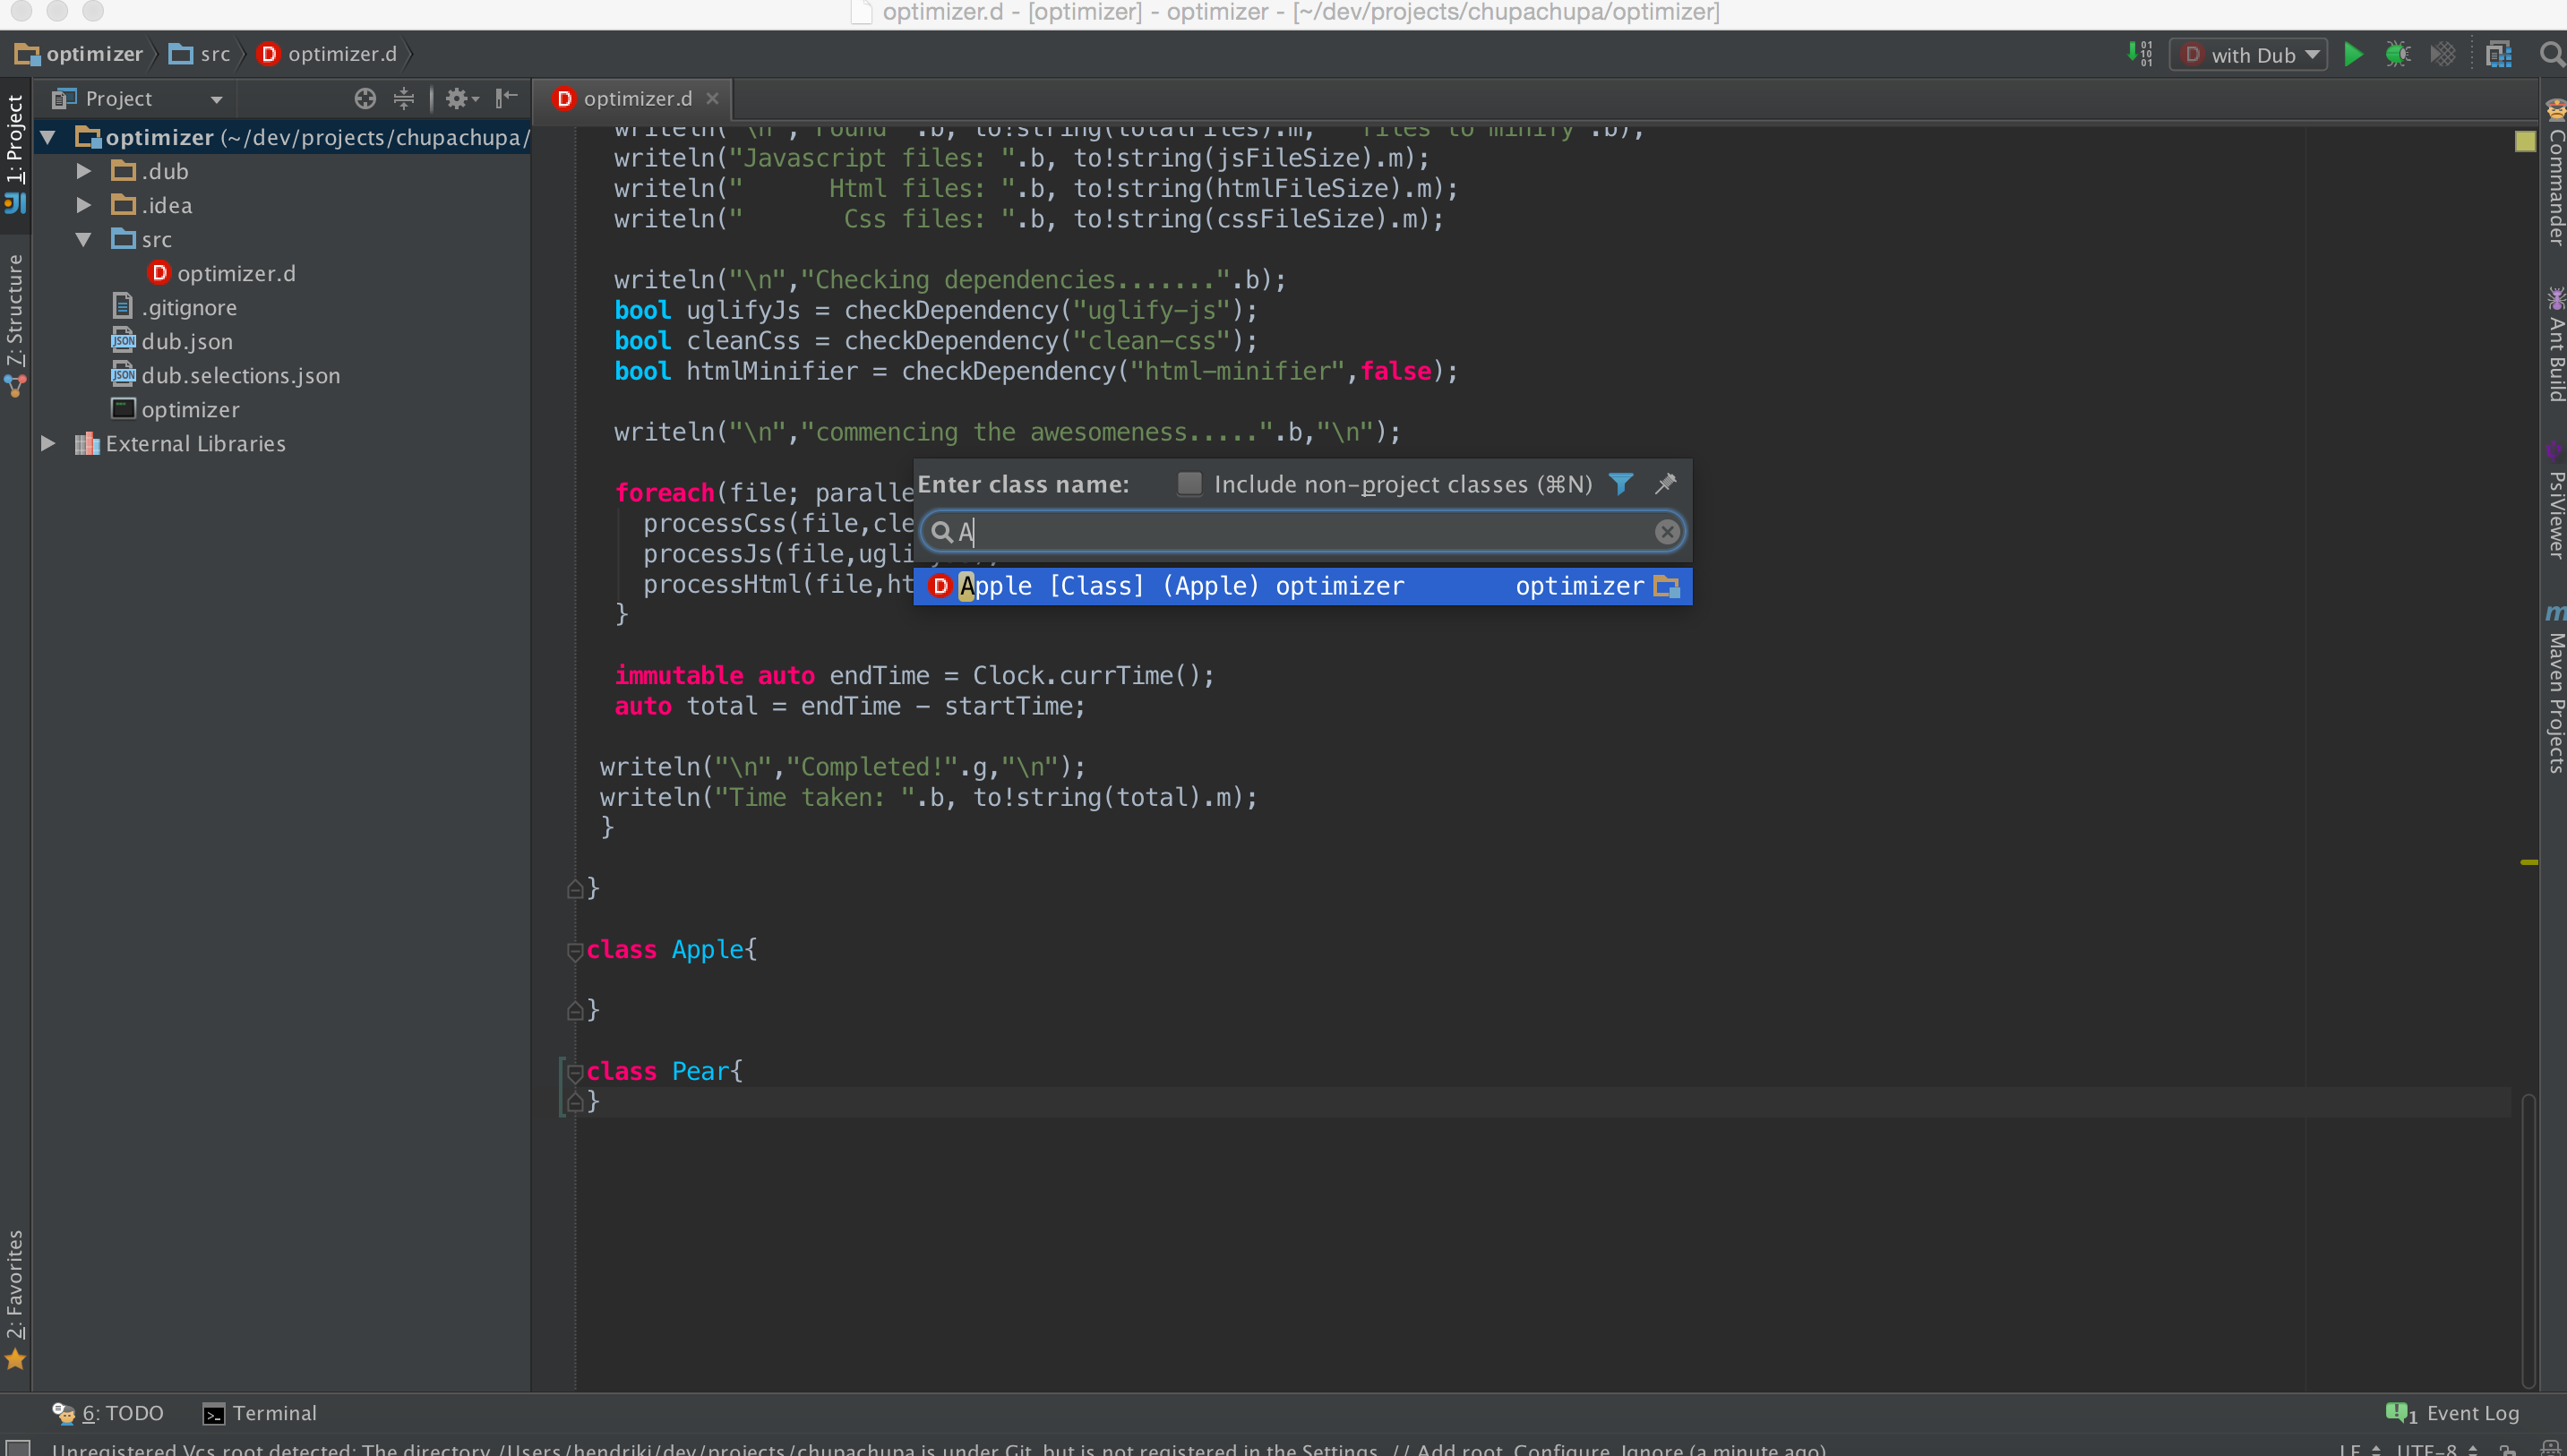 optimizer.d - [optimizer] - optimizer - [~/dev/projects/chupachupa/optimizer]
optimizer src D optimizer.d
01 10 01 D with Dub
1: Project
Z: Structure
2: Favorites
Project
optimizer (~/dev/projects/chupachupa/
.dub
.idea
src
D optimizer.d
.gitignore
JSON dub.json
JSON dub.selections.json
optimizer
External Libraries
D optimizer.d
writeln("\n","Found ".b, to!string(totalFiles).m, " files to minify".b);
writeln("Javascript files: ".b, to!string(jsFileSize).m);
writeln("      Html files: ".b, to!string(htmlFileSize).m);
writeln("       Css files: ".b, to!string(cssFileSize).m);
writeln("\n","Checking dependencies.......".b);
bool uglifyJs = checkDependency("uglify-js");
bool cleanCss = checkDependency("clean-css");
bool htmlMinifier = checkDependency("html-minifier",false);
writeln("\n","commencing the awesomeness.....".b,"\n");
foreach(file; paralle
processCss(file,cle
processJs(file,ugli
processHtml(file,ht
}
Enter class name: Include non-project classes (⌘N)
A
D Apple [Class] (Apple) optimizer optimizer
immutable auto endTime = Clock.currTime();
auto total = endTime - startTime;
writeln("\n","Completed!".g,"\n");
writeln("Time taken: ".b, to!string(total).m);
}
}
class Apple{
}
class Pear{
}
Commander
Ant Build
PsiViewer
m Maven Projects
6: TODO Terminal
1 Event Log
Unregistered Vcs root detected: The directory /Users/hendriki/dev/projects/chupachupa is under Git, but is not registered in the Settings. // Add root Configure Ignore (a minute ago)
LF UTF-8